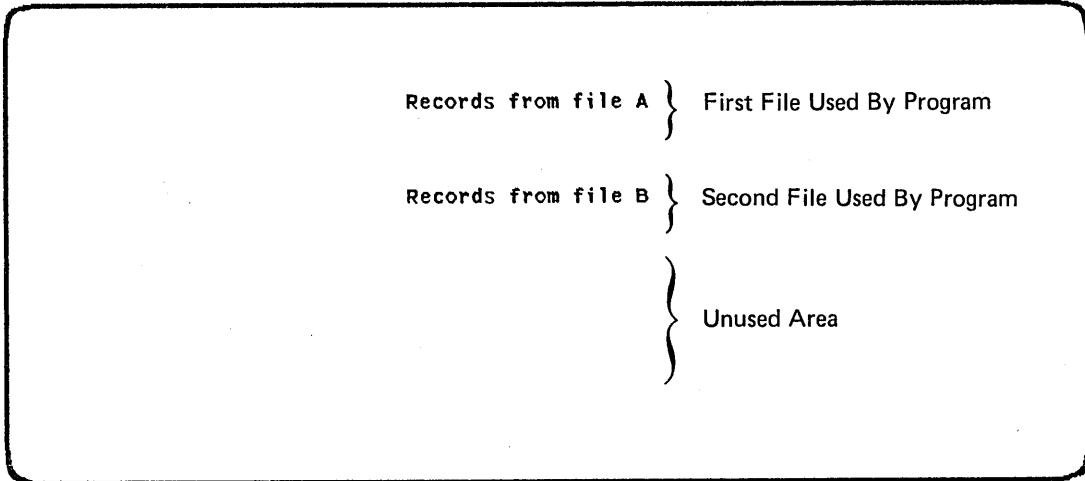 Records from file A } First File Used By Program
Records from file B } Second File Used By Program
} Unused Area